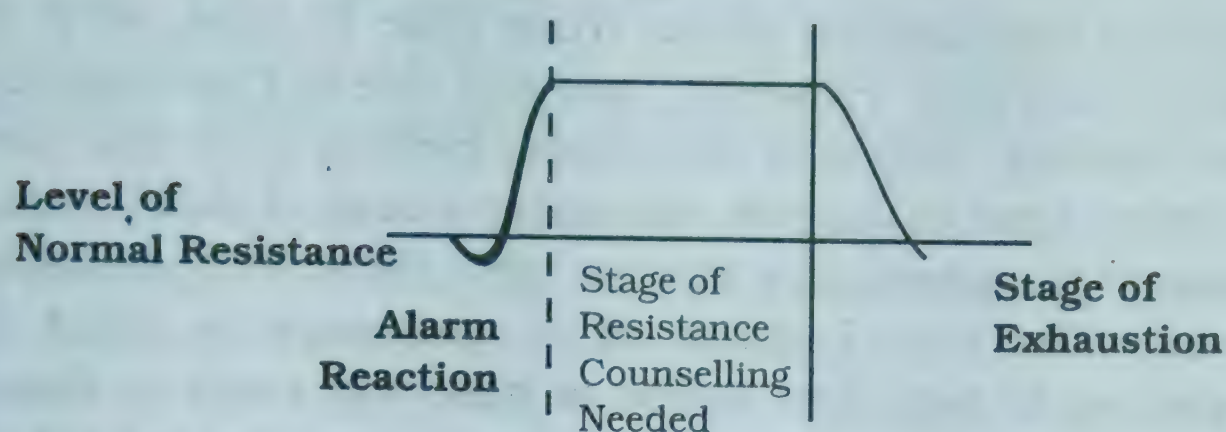 Level of
Normal Resistance
Alarm
Reaction
Stage of
Resistance
Counselling
Needed
Stage of
Exhaustion